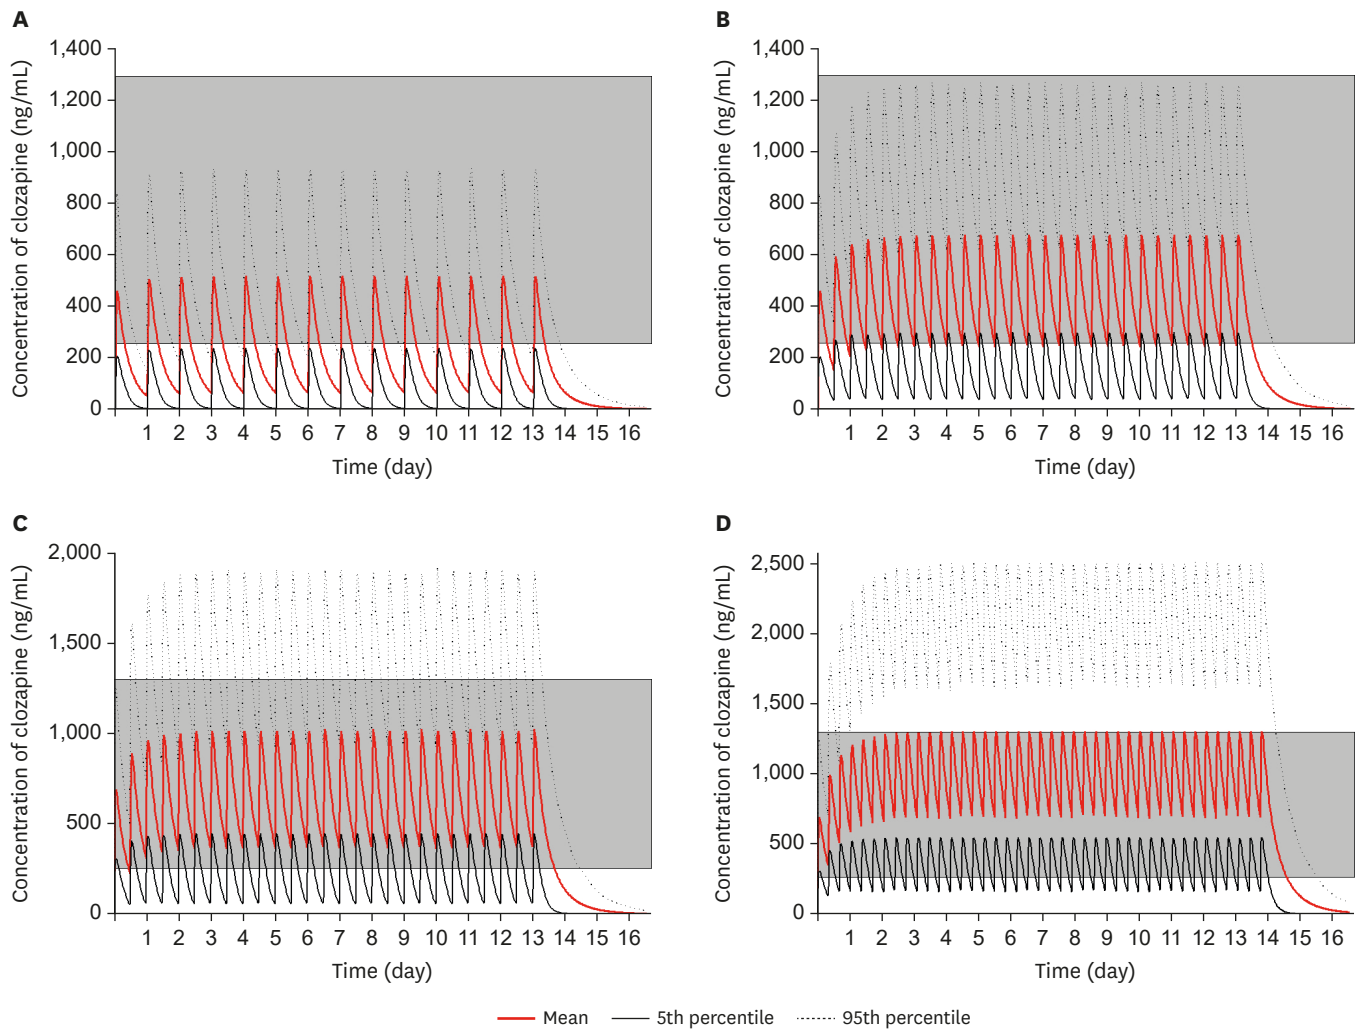 A
Concentration of clozapine (ng/mL)
1,400
1,200
1,000
800
600
400
200
0
1 2 3 4 5 6 7 8 9 10 11 12 13 14 15 16
Time (day)
B
Concentration of clozapine (ng/mL)
1,400
1,200
1,000
800
600
400
200
0
1 2 3 4 5 6 7 8 9 10 11 12 13 14 15 16
Time (day)
C
Concentration of clozapine (ng/mL)
2,000
1,500
1,000
500
0
1 2 3 4 5 6 7 8 9 10 11 12 13 14 15 16
Time (day)
D
Concentration of clozapine (ng/mL)
2,500
2,000
1,500
1,000
500
0
1 2 3 4 5 6 7 8 9 10 11 12 13 14 15 16
Time (day)
Mean 5th percentile 95th percentile